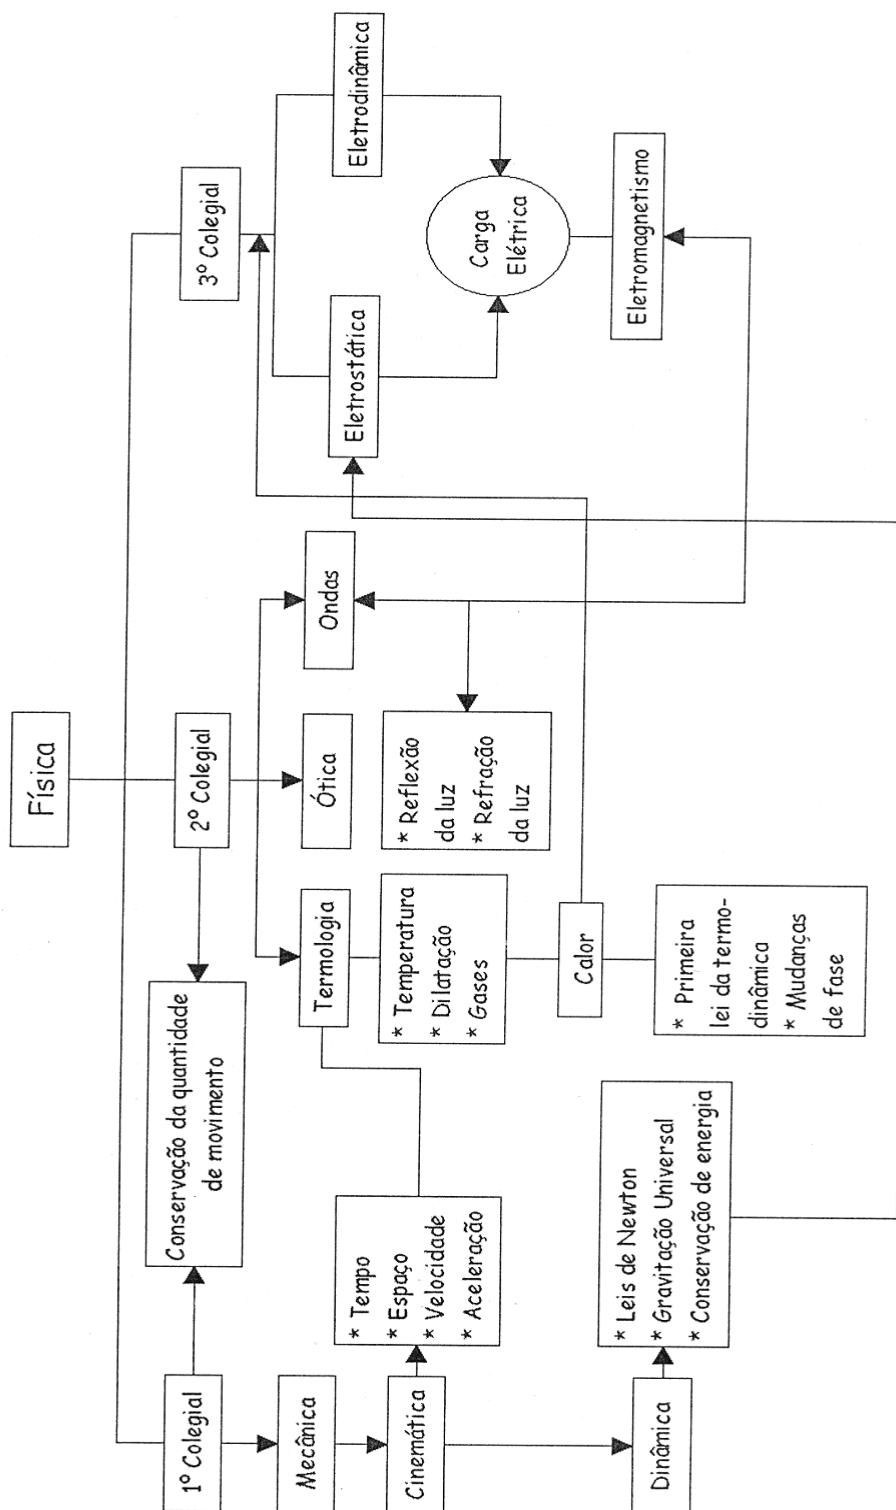 Física
1º Colegial
2º Colegial
3º Colegial
Conservação da quantidade
de movimento
Mecânica
Termologia
Ótica
Ondas
Eletrostática
Eletrodinâmica
Cinemática
* Tempo
* Espaço
* Velocidade
* Aceleração
* Temperatura
* Dilatação
* Gases
* Reflexão
da luz
* Refração
da luz
Carga
Elétrica
Calor
Eletromagnetismo
Dinâmica
* Leis de Newton
* Gravitação Universal
* Conservação de energia
* Primeira
lei da termo-
dinâmica
* Mudanças
de fase